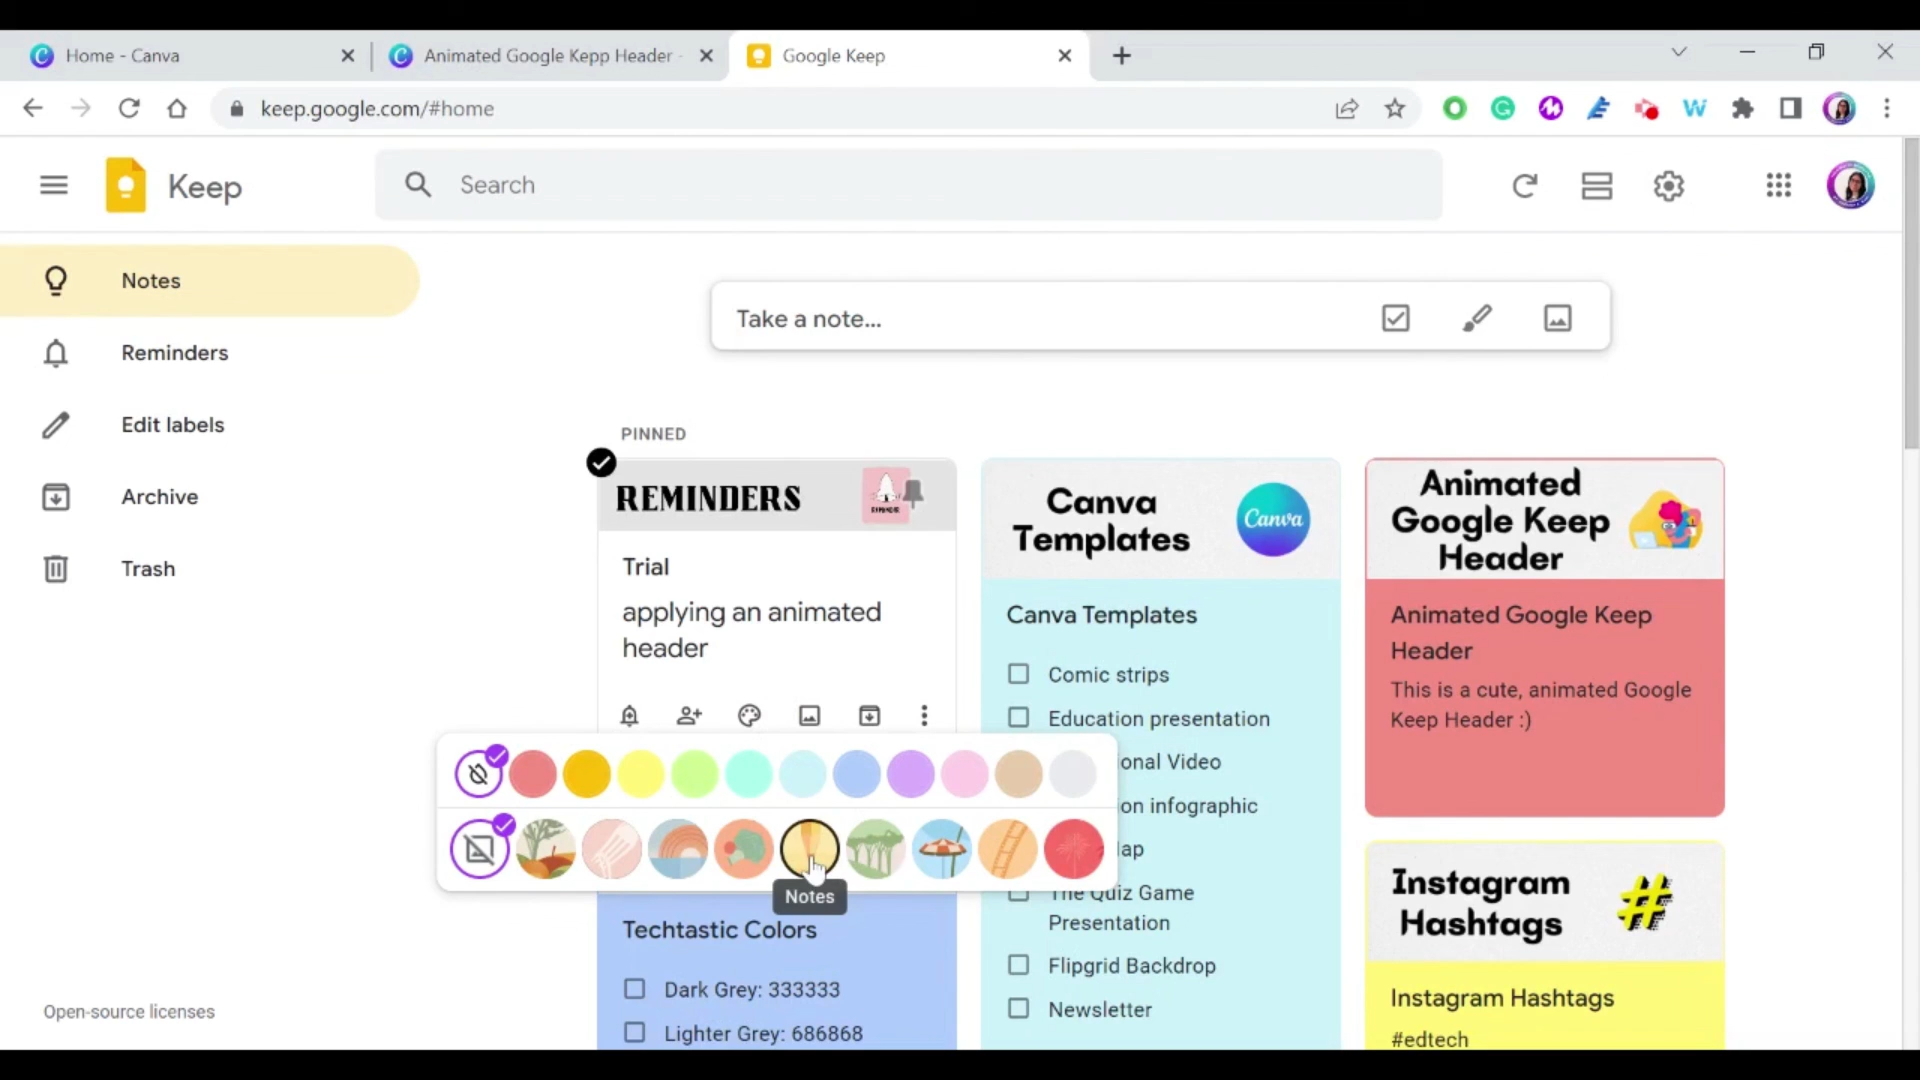 Home - Canva
Animated Google Kepp Header -
Google Keep
keep.google.com/#home
Keep
Search
Notes
Reminders
Edit labels
Archive
Trash
Open-source licenses
Take a note...
PINNED
REMINDERS
REMINDER
Trial
applying an animated
header
Notes
Techtastic Colors
Dark Grey: 333333
Lighter Grey: 686868
Canva
Templates
Canva
Canva Templates
Comic strips
Education presentation
ional Video
on infographic
lap
The Quiz Game
Presentation
Flipgrid Backdrop
Newsletter
Animated
Google Keep
Header
Animated Google Keep
Header
This is a cute, animated Google
Keep Header :)
Instagram
Hashtags
#
Instagram Hashtags
#edtech